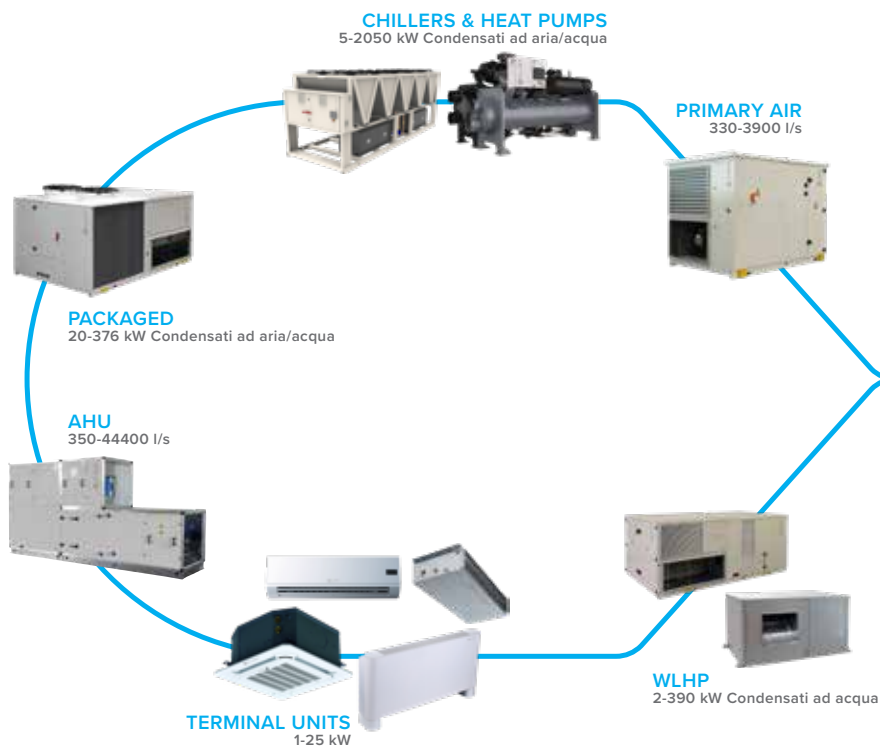 CHILLERS & HEAT PUMPS
5-2050 kW Condensati ad aria/acqua
PRIMARY AIR
330-3900 l/s
PACKAGED
20-376 kW Condensati ad aria/acqua
AHU
350-44400 l/s
WLHP
2-390 kW Condensati ad acqua
TERMINAL UNITS
1-25 kW